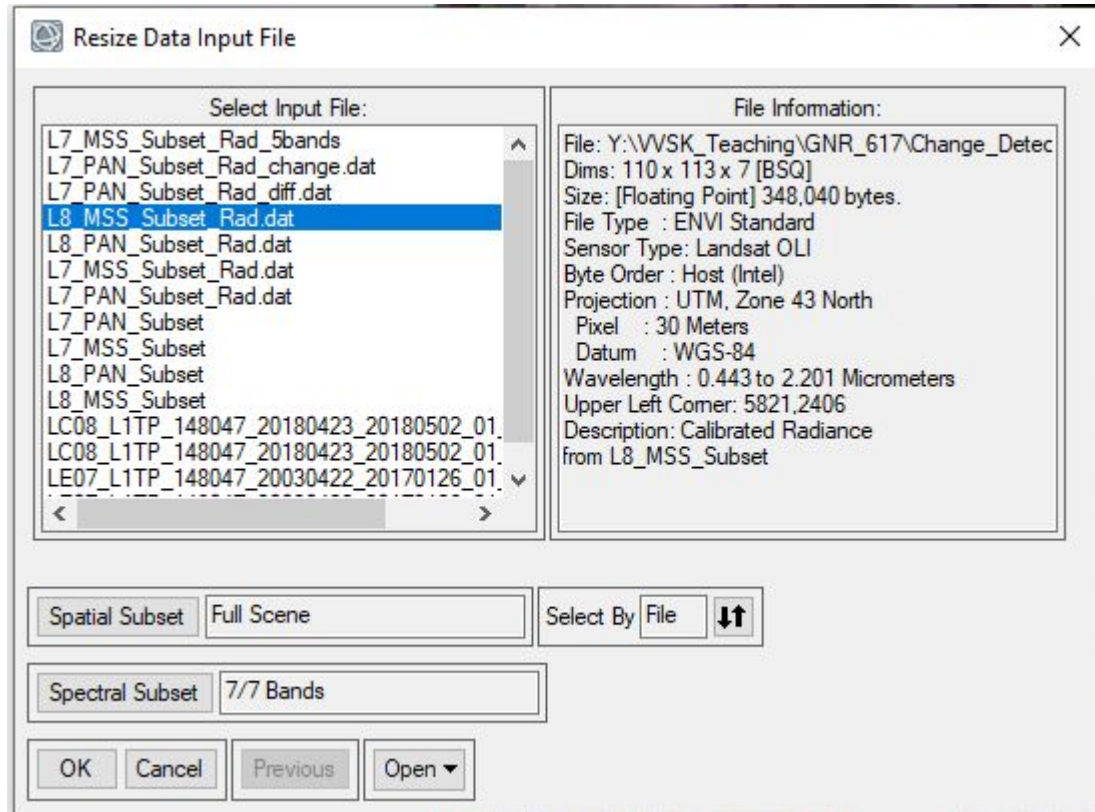 Resize Data Input File
Select Input File:
L7_MSS_Subset_Rad_5bands
L7_PAN_Subset_Rad_change.dat
L7_PAN_Subset_Rad_diff.dat
L8_MSS_Subset_Rad.dat
L8_PAN_Subset_Rad.dat
L7_MSS_Subset_Rad.dat
L7_PAN_Subset_Rad.dat
L7_PAN_Subset
L7_MSS_Subset
L8_PAN_Subset
L8_MSS_Subset
LC08_L1TP_148047_20180423_20180502_01_
LC08_L1TP_148047_20180423_20180502_01_
LE07_L1TP_148047_20030422_20170126_01_
File Information:
File: Y:\VVSK_Teaching\GNR_617\Change_Detec
Dims: 110 x 113 x 7 [BSQ]
Size: [Floating Point] 348,040 bytes.
File Type : ENVI Standard
Sensor Type: Landsat OLI
Byte Order : Host (Intel)
Projection : UTM, Zone 43 North
Pixel : 30 Meters
Datum : WGS-84
Wavelength : 0.443 to 2.201 Micrometers
Upper Left Corner: 5821,2406
Description: Calibrated Radiance
from L8_MSS_Subset
Spatial Subset Full Scene
Select By File
Spectral Subset 7/7 Bands
OK Cancel Previous Open